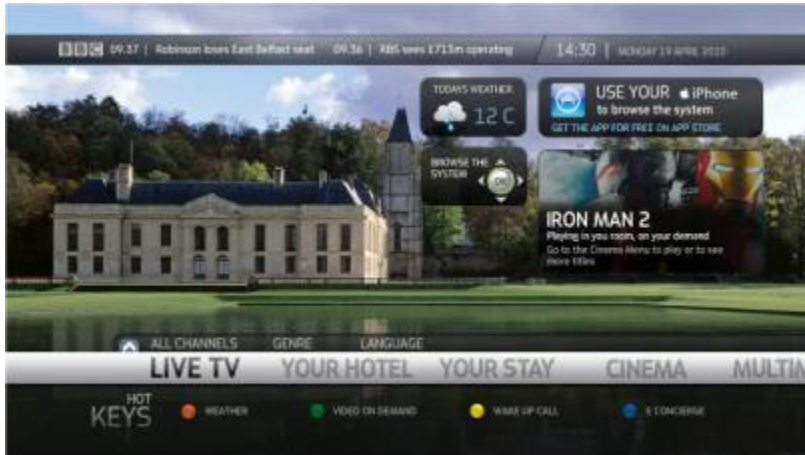 BBC 09.37 | Robinson loses East Belfast seat 09.36 | RBS sees £713m operating 14:30 | MONDAY 19 APRIL 2010
TODAYS WEATHER
12 C
USE YOUR iPhone
to browse the system
GET THE APP FOR FREE ON APP STORE
BROWSE THE
SYSTEM
OK
IRON MAN 2
Playing in you room, on your demand
Go to the Cinema Menu to play or to see
more titles
ALL CHANNELS GENRE LANGUAGE
LIVE TV YOUR HOTEL YOUR STAY CINEMA MULTIM
HOT
KEYS WEATHER VIDEO ON DEMAND WAKE UP CALL E CONCIERGE